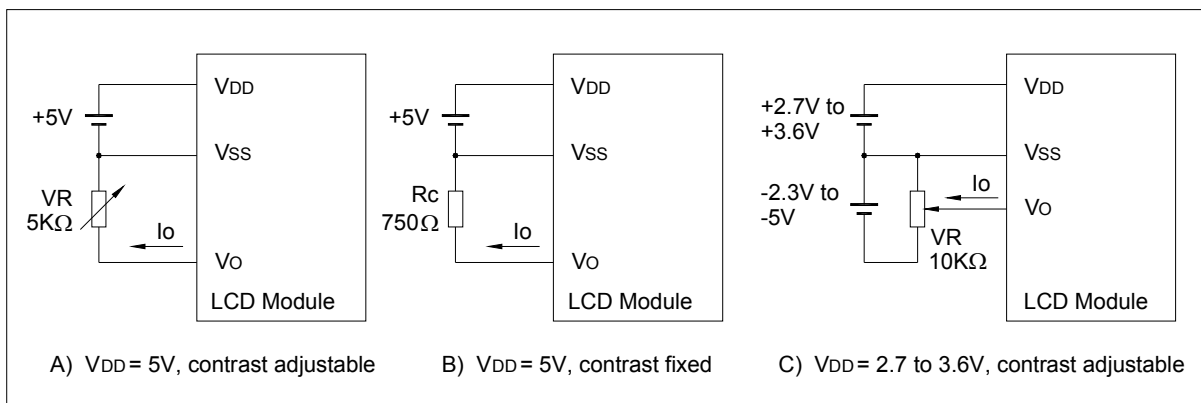 VDD
+5V
VSS
VR
5KΩ
Io
VO
LCD Module
A) VDD = 5V, contrast adjustable
VDD
+5V
VSS
Rc
750Ω
Io
VO
LCD Module
B) VDD = 5V, contrast fixed
VDD
+2.7V to
+3.6V
VSS
-2.3V to
-5V
Io
VO
VR
10KΩ
LCD Module
C) VDD = 2.7 to 3.6V, contrast adjustable